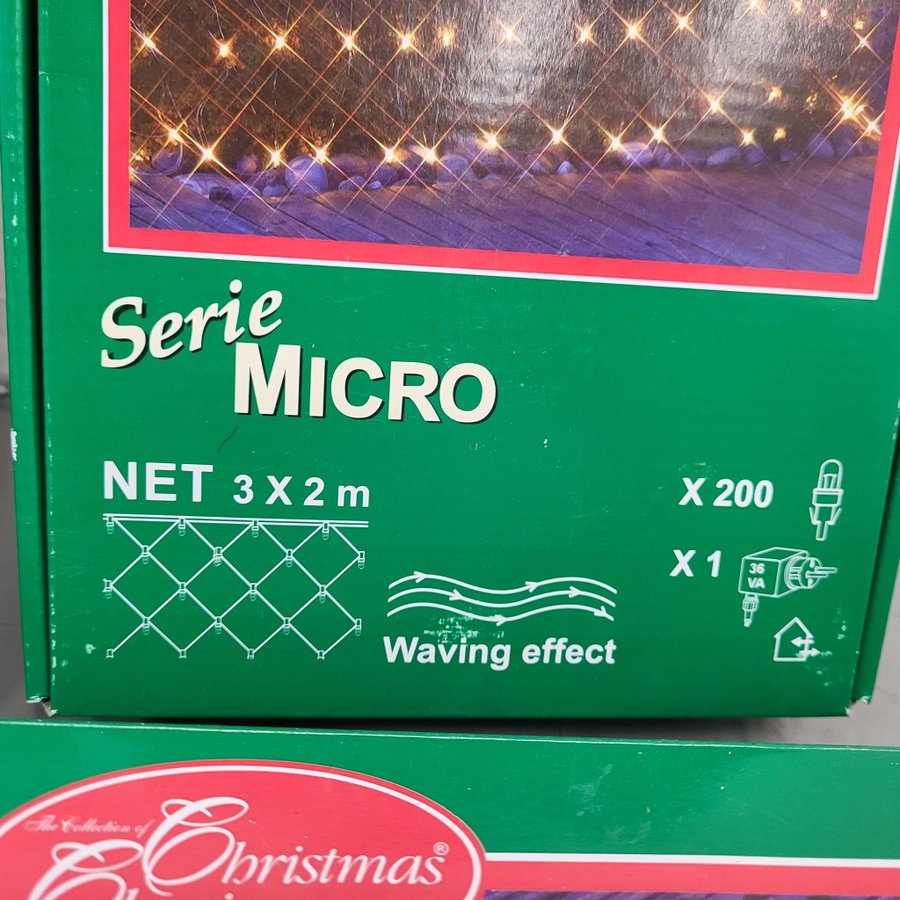 Serie
MICRO
NET 3 X 2 m
X 200
X 1
36
VA
Waving effect
The Collection of
Christmas®